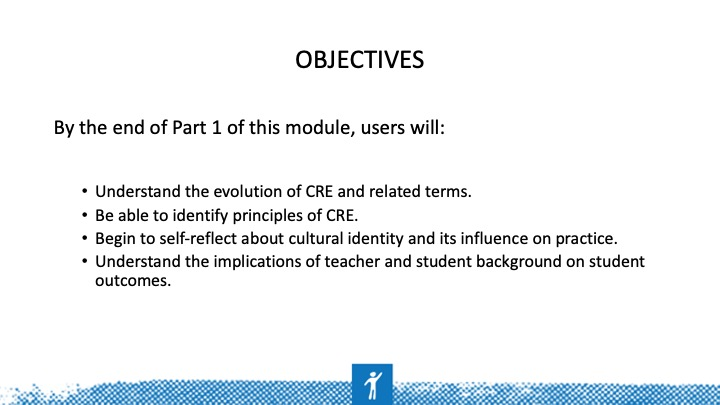 OBJECTIVES
By the end of Part 1 of this module, users will:
• Understand the evolution of CRE and related terms.
• Be able to identify principles of CRE.
• Begin to self-reflect about cultural identity and its influence on practice.
• Understand the implications of teacher and student background on student
outcomes.